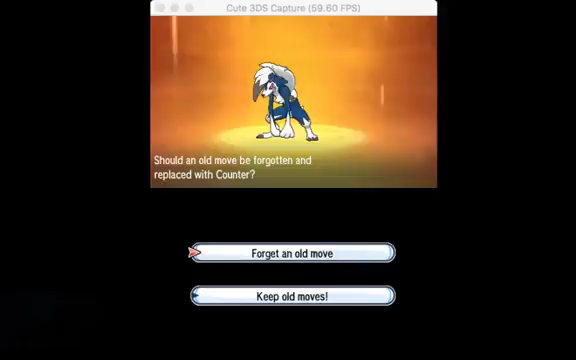 Cute 3DS Capture (59.60 FPS)
Should an old move be forgotten and
replaced with Counter?
Forget an old move
Keep old moves!